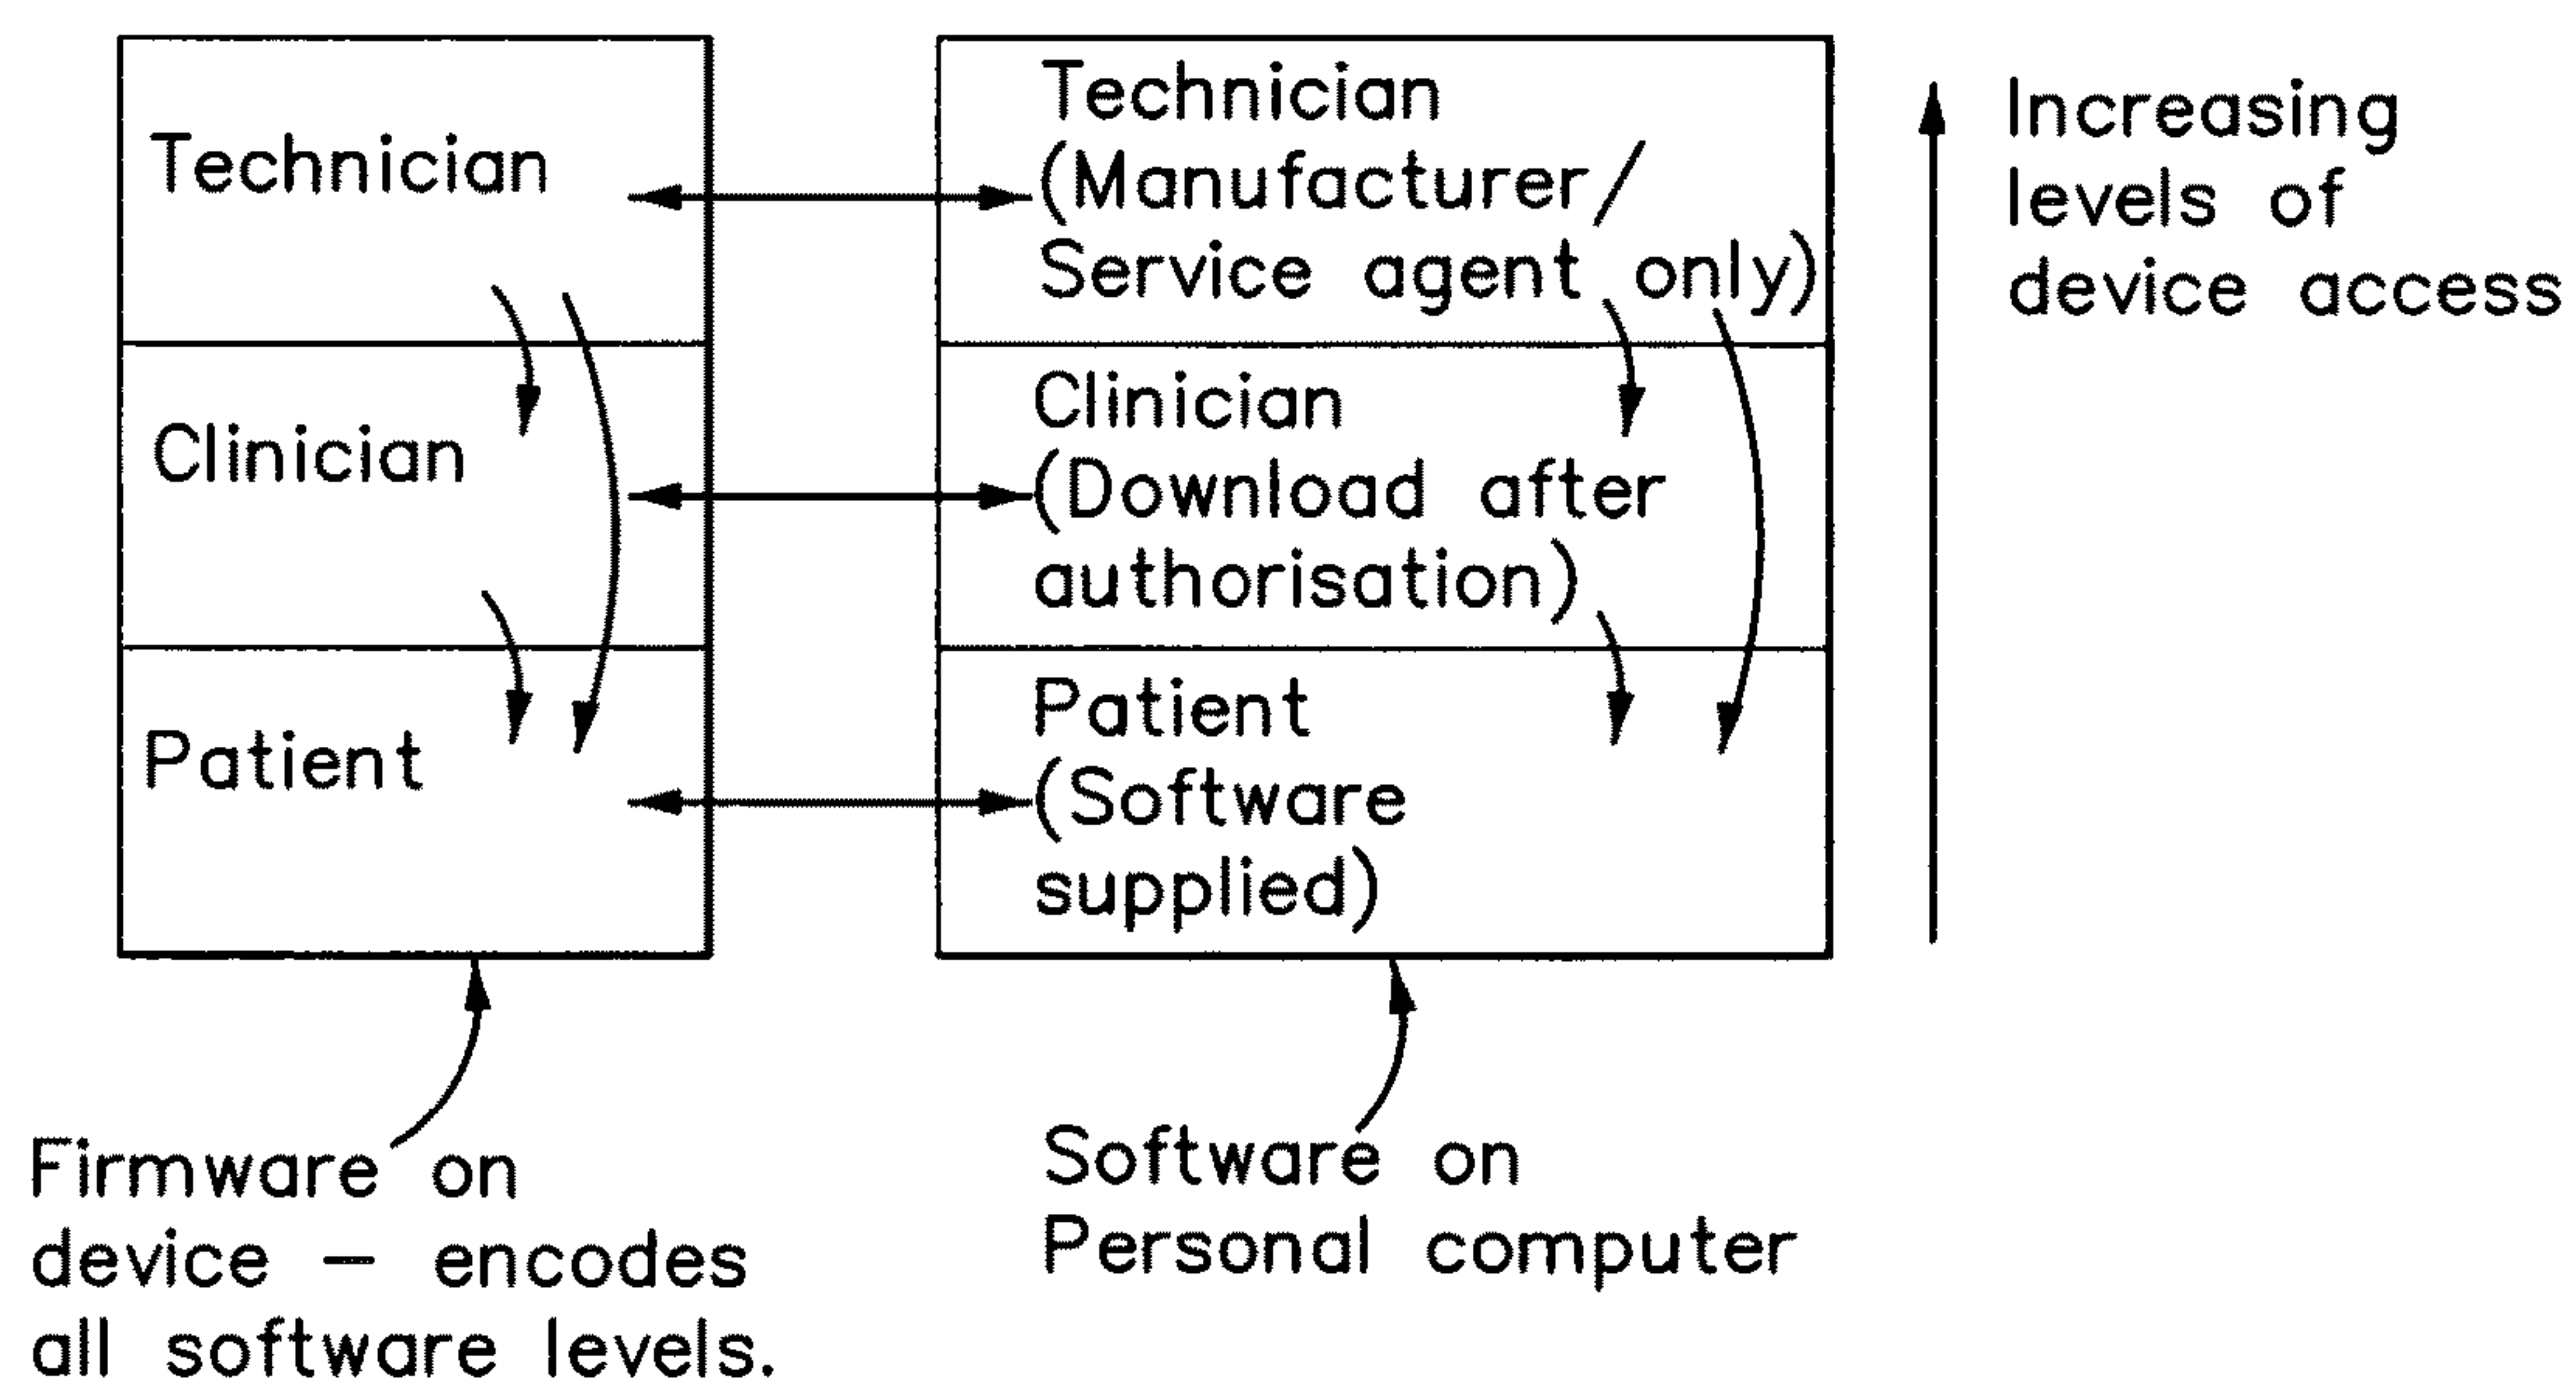 Technician
Clinician
Patient
Technician
(Manufacturer/
Service agent only)
Clinician
(Download after
authorisation)
Patient
(Software
supplied)
Increasing
levels of
device access
Firmware on
device – encodes
all software levels.
Software on
Personal computer